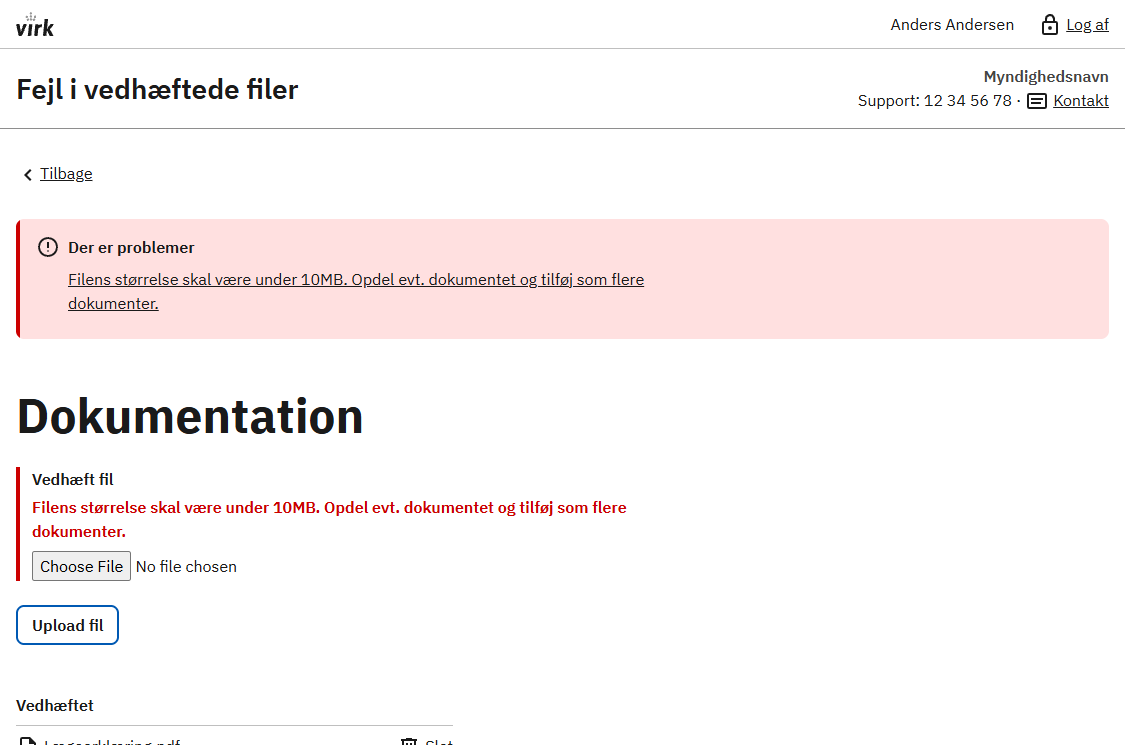 virk
Anders Andersen
Log af
Fejl i vedhæftede filer
Myndighedsnavn
Support: 12 34 56 78 · Kontakt
Tilbage
Der er problemer
Filens størrelse skal være under 10MB. Opdel evt. dokumentet og tilføj som flere
dokumenter.
Dokumentation
Vedhæft fil
Filens størrelse skal være under 10MB. Opdel evt. dokumentet og tilføj som flere
dokumenter.
Choose File No file chosen
Upload fil
Vedhæftet
Lægeerklæring.pdf
Slet